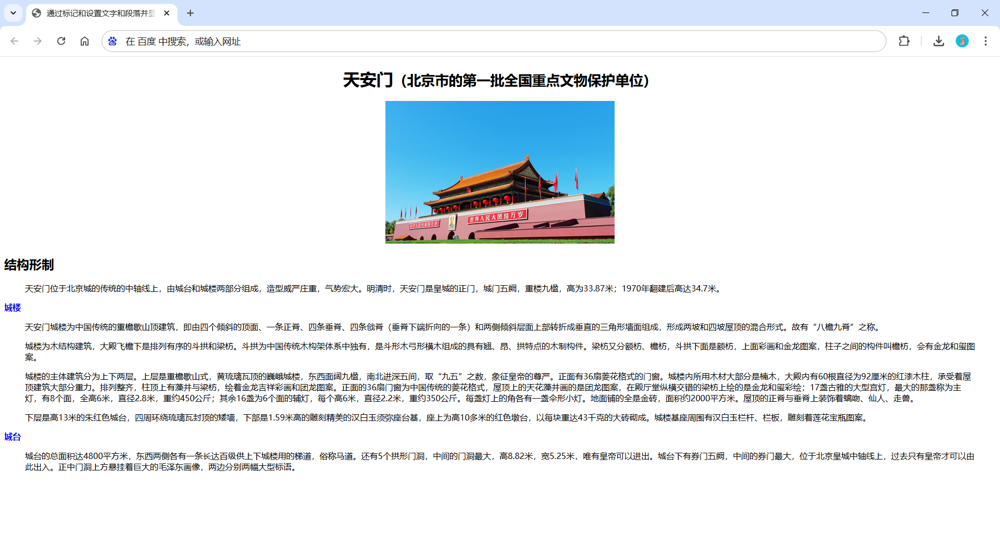 通过标记和设置文字和段落并显
在 百度 中搜索，或输入网址
天安门（北京市的第一批全国重点文物保护单位）
世界人民大团结万岁
结构形制
天安门位于北京城的传统的中轴线上，由城台和城楼两部分组成，造型威严庄重，气势宏大。明清时，天安门是皇城的正门，城门五阙，重楼九楹，高为33.87米；1970年翻建后高达34.7米。
城楼
天安门城楼为中国传统的重檐歇山顶建筑，即由四个倾斜的顶面、一条正脊、四条垂脊、四条戗脊（垂脊下端折向的一条）和两侧倾斜层面上部转折成垂直的三角形墙面组成，形成两坡和四坡屋顶的混合形式。故有“八檐九脊”之称。
城楼为木结构建筑，大殿飞檐下是排列有序的斗拱和梁枋。斗拱为中国传统木构架体系中独有，是斗形木弓形横木组成的具有翘、昂、拱特点的木制构件。梁枋又分额枋、檐枋，斗拱下面是额枋，上面彩画和金龙图案，柱子之间的构件叫檐枋，会有金龙和玺图
案。
城楼的主体建筑分为上下两层。上层是重檐歇山式，黄琉璃瓦顶的巍峨城楼，东西面阔九楹，南北进深五间，取“九五”之数，象征皇帝的尊严。正面有36扇菱花格式的门窗。城楼内所用木材大部分是楠木，大殿内有60根直径为92厘米的红漆木柱，承受着屋
顶建筑大部分重力。排列整齐，柱顶上有藻井与梁枋，绘着金龙吉祥彩画和团龙图案。正面的36扇门窗为中国传统的菱花格式，屋顶上的天花藻井画的是团龙图案，在殿厅堂纵横交错的梁枋上绘的是金龙和玺彩绘；17盏古雅的大型宫灯，最大的那盏称为主
灯，有8个面，全高6米，直径2.8米，重约450公斤；其余16盏为6个面的辅灯，每个高6米，直径2.2米，重约350公斤。每盏灯上的角各有一盏伞形小灯。地面铺的全是金砖，面积约2000平方米。屋顶的正脊与垂脊上装饰着螭吻、仙人、走兽。
下层是高13米的朱红色城台，四周环绕琉璃瓦封顶的矮墙，下部是1.59米高的雕刻精美的汉白玉须弥座台基，座上为高10多米的红色墩台，以每块重达43千克的大砖砌成。城楼基座周围有汉白玉栏杆、栏板，雕刻着莲花宝瓶图案。
城台
城台的总面积达4800平方米，东西两侧各有一条长达百级供上下城楼用的梯道，俗称马道。还有5个拱形门洞，中间的门洞最大，高8.82米，宽5.25米，唯有皇帝可以进出。城台下有券门五阙，中间的券门最大，位于北京皇城中轴线上，过去只有皇帝才可以由
此出入。正中门洞上方悬挂着巨大的毛泽东画像，两边分别两幅大型标语。